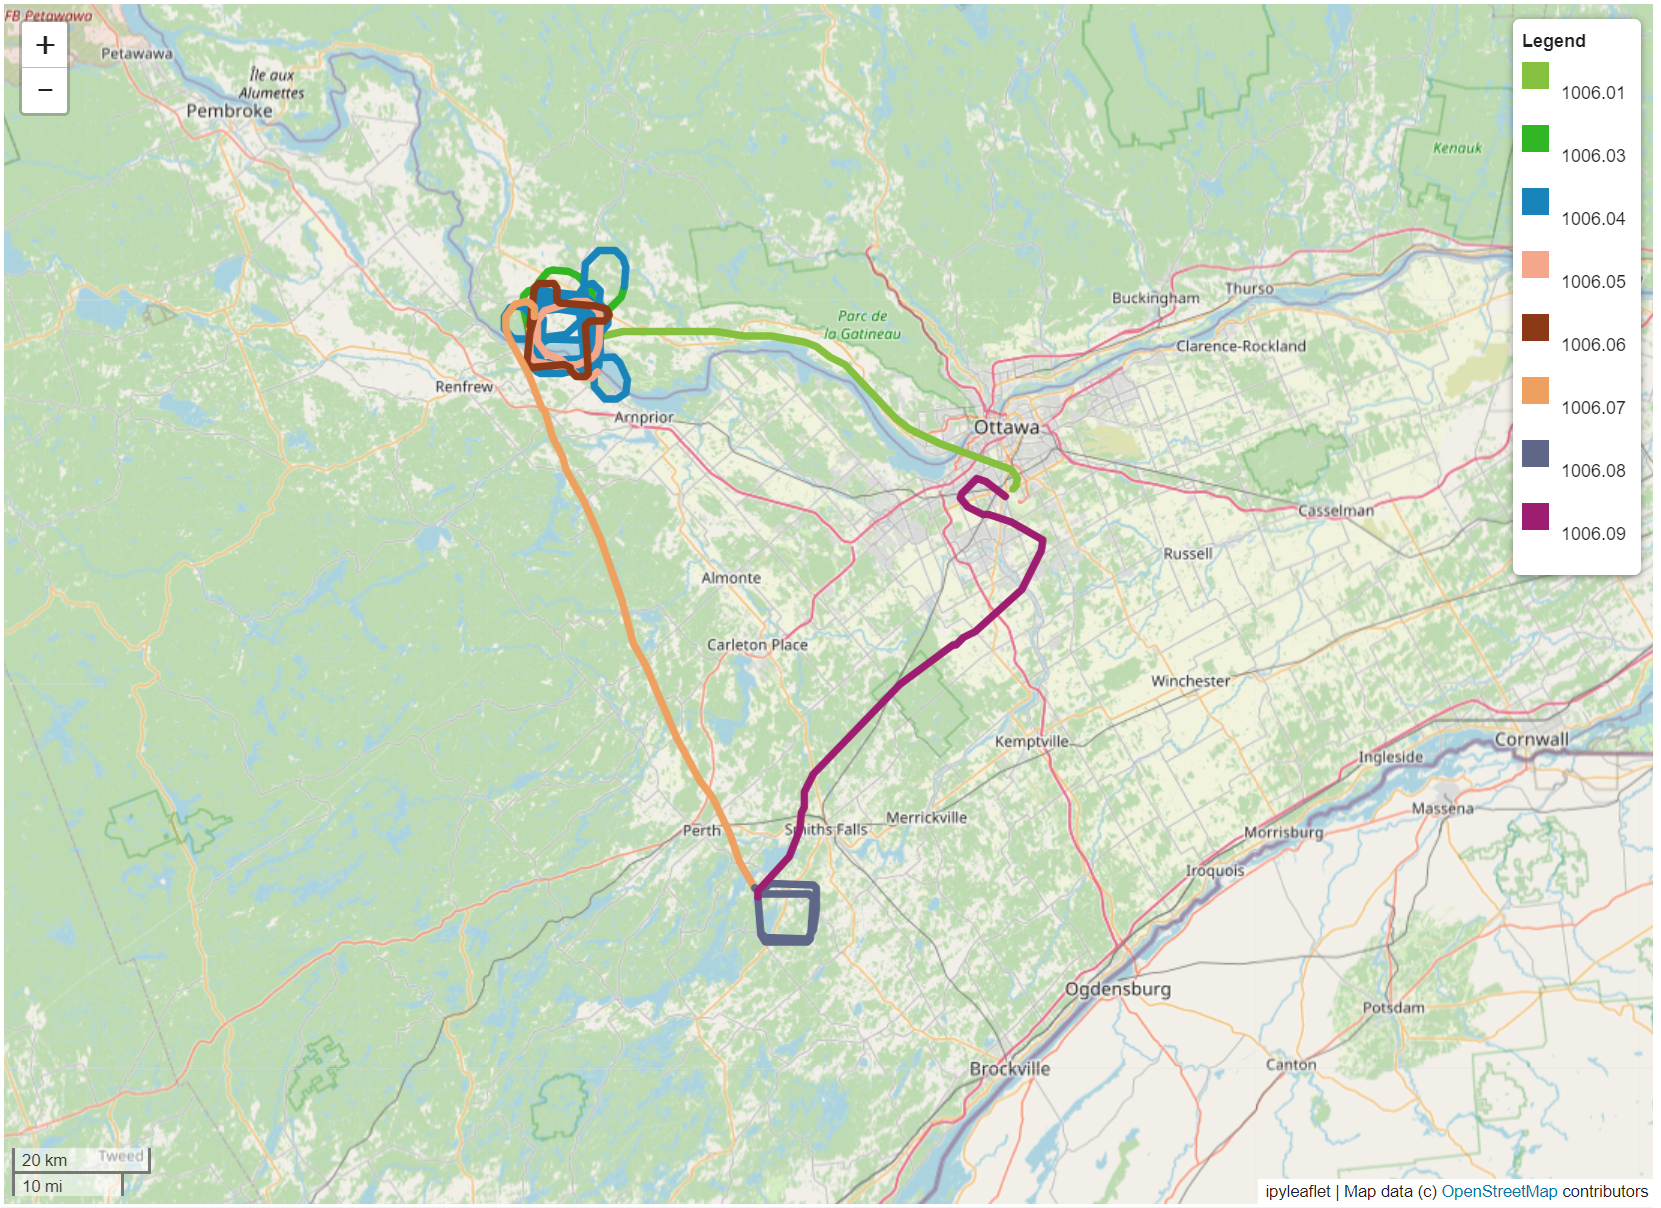 FB Petawawa
Petawawa
+
−
Île aux
Alumettes
Pembroke
Legend
1006.01
1006.03
1006.04
1006.05
1006.06
1006.07
1006.08
1006.09
Kenauk
Buckingham
Thurso
Parc de
la Gatineau
Clarence-Rockland
Renfrew
Arnprior
Ottawa
Casselman
Russell
Almonte
Carleton Place
Winchester
Kemptville
Cornwall
Ingleside
Massena
Merrickville
Perth
Smiths Falls
Morrisburg
Iroquois
Ogdensburg
Potsdam
Canton
Brockville
Tweed
20 km
10 mi
ipyleaflet | Map data (c) OpenStreetMap contributors